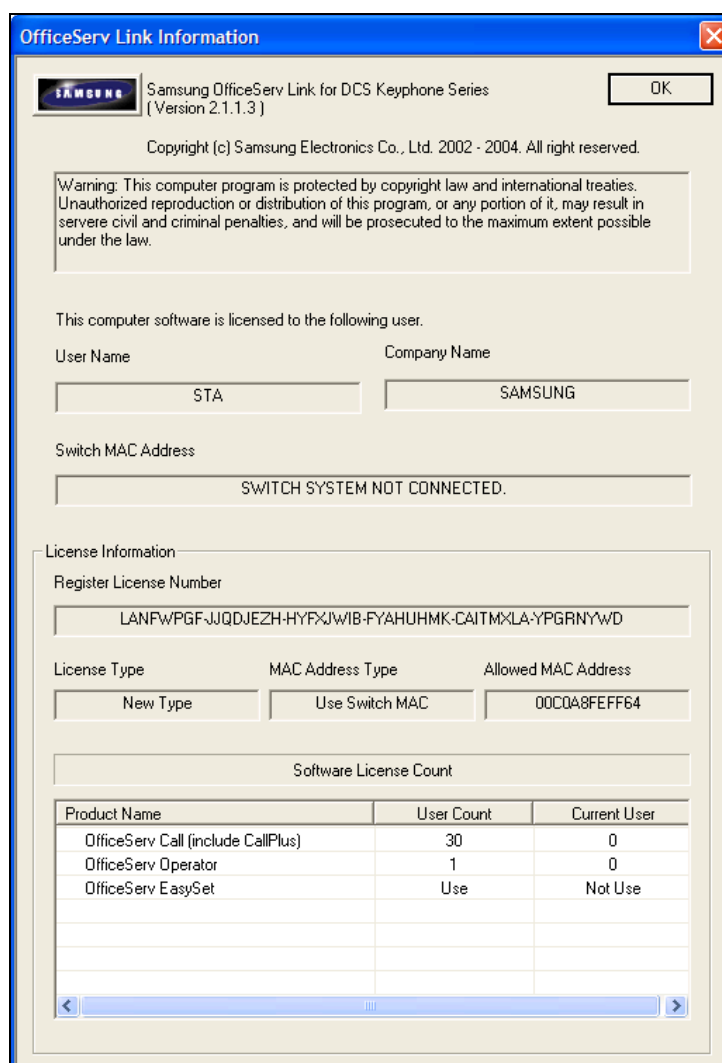 OfficeServ Link Information
SAMSUNG
Samsung OfficeServ Link for DCS Keyphone Series
( Version 2.1.1.3 )
OK
Copyright (c) Samsung Electronics Co., Ltd. 2002 - 2004. All right reserved.
Warning: This computer program is protected by copyright law and international treaties.
Unauthorized reproduction or distribution of this program, or any portion of it, may result in
servere civil and criminal penalties, and will be prosecuted to the maximum extent possible
under the law.
This computer software is licensed to the following user.
User Name
Company Name
STA
SAMSUNG
Switch MAC Address
SWITCH SYSTEM NOT CONNECTED.
License Information
Register License Number
LANFWPGF-JJQDJEZH-HYFXJWIB-FYAHUHMK-CAITMXLA-YPGRNYWD
License Type MAC Address Type Allowed MAC Address
New Type Use Switch MAC 00C0A8FEFF64
Software License Count
Product Name User Count Current User
OfficeServ Call (include CallPlus) 30 0
OfficeServ Operator 1 0
OfficeServ EasySet Use Not Use